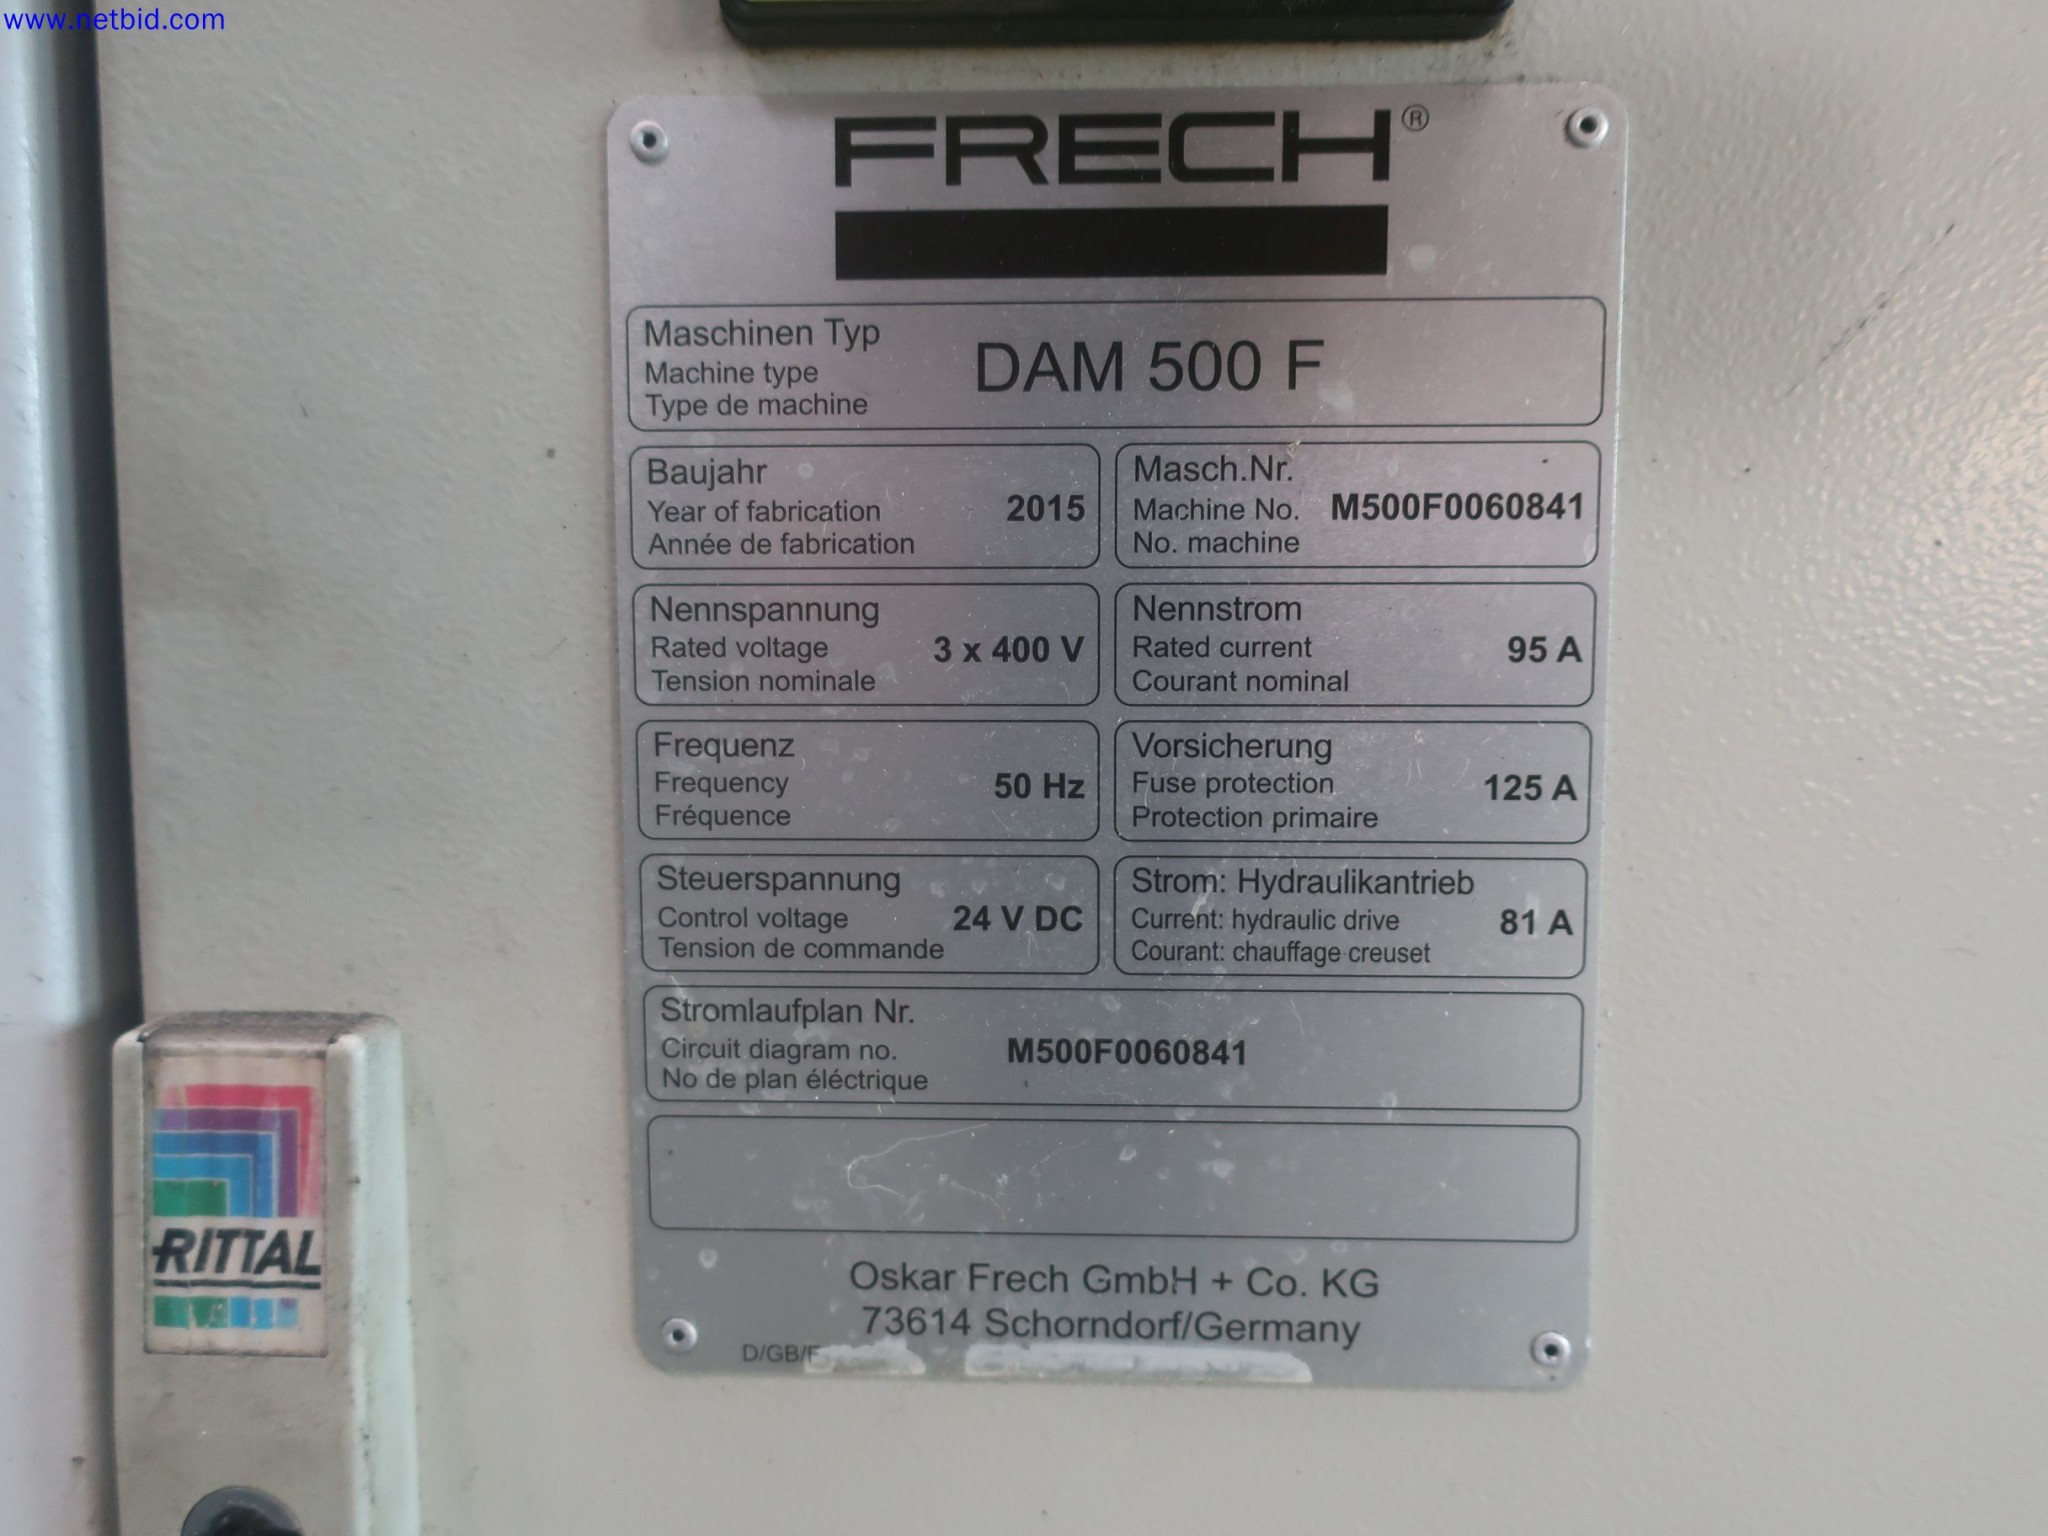 www.netbid.com
FRECH®
Maschinen Typ
Machine type
Type de machine
DAM 500 F
Baujahr
Year of fabrication
Année de fabrication
2015
Masch.Nr.
Machine No.
No. machine
M500F0060841
Nennspannung
Rated voltage
Tension nominale
3 x 400 V
Nennstrom
Rated current
Courant nominal
95 A
Frequenz
Frequency
Fréquence
50 Hz
Vorsicherung
Fuse protection
Protection primaire
125 A
Steuerspannung
Control voltage
Tension de commande
24 V DC
Strom: Hydraulikantrieb
Current: hydraulic drive
Courant: chauffage creuset
81 A
Stromlaufplan Nr.
Circuit diagram no.
No de plan éléctrique
M500F0060841
Oskar Frech GmbH + Co. KG
73614 Schorndorf/Germany
D/GB/F
RITTAL